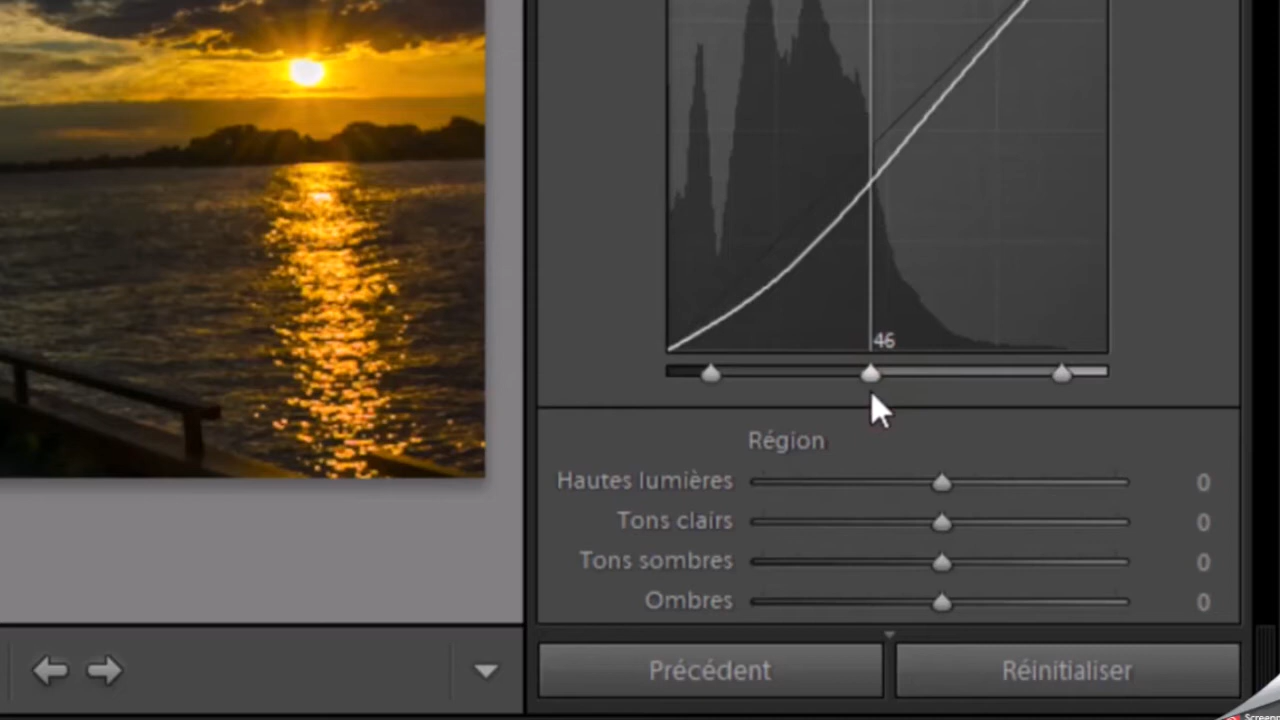 46
Région
Hautes lumières 0
Tons clairs 0
Tons sombres 0
Ombres 0
Précédent Réinitialiser